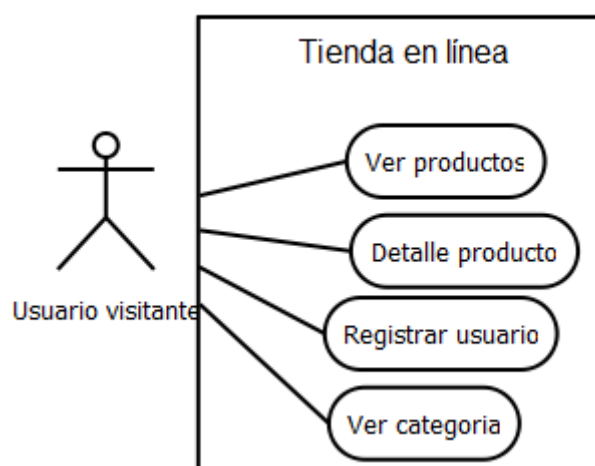 Tienda en línea
Ver productos
Detalle producto
Usuario visitante
Registrar usuario
Ver categoria